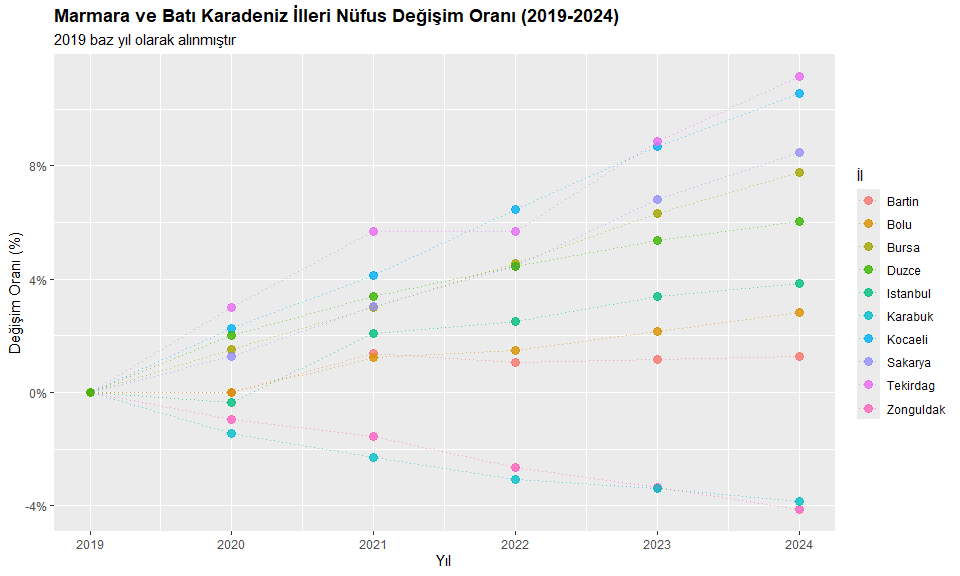 Marmara ve Batı Karadeniz İlleri Nüfus Değişim Oranı (2019-2024)
2019 baz yıl olarak alınmıştır
Değişim Oranı (%)
8%
4%
0%
-4%
2019 2020 2021 2022 2023 2024
Yıl
İl
Bartin
Bolu
Bursa
Duzce
Istanbul
Karabuk
Kocaeli
Sakarya
Tekirdag
Zonguldak